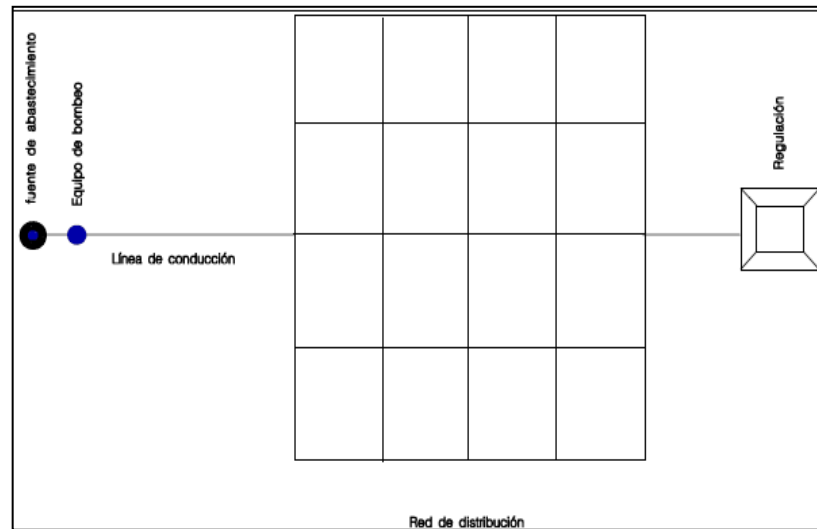 fuente de abastecimiento
Equipo de bombeo
Línea de conducción
Regulación
Red de distribución